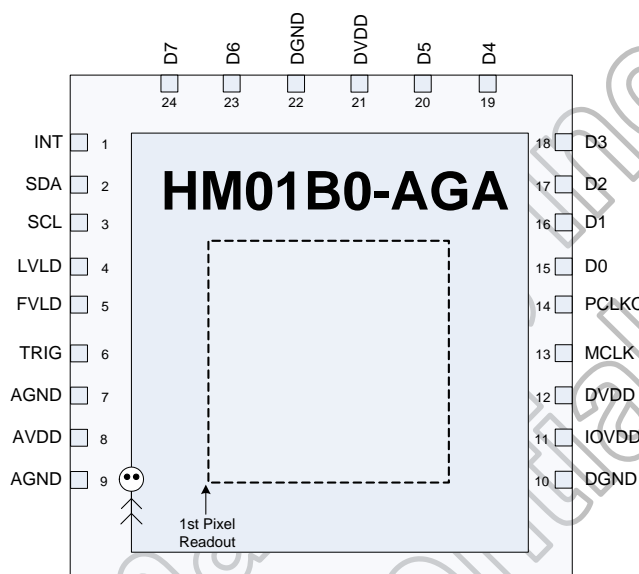 D7 D6 DGND DVDD D5 D4
24 23 22 21 20 19
INT 1 18 D3
HM01B0-AGA
SDA 2 17 D2
SCL 3 16 D1
LVLD 4 15 D0
FVLD 5 14 PCLKO
TRIG 6 13 MCLK
AGND 7 12 DVDD
AVDD 8 11 IOVDD
AGND 9 10 DGND
1st Pixel
Readout